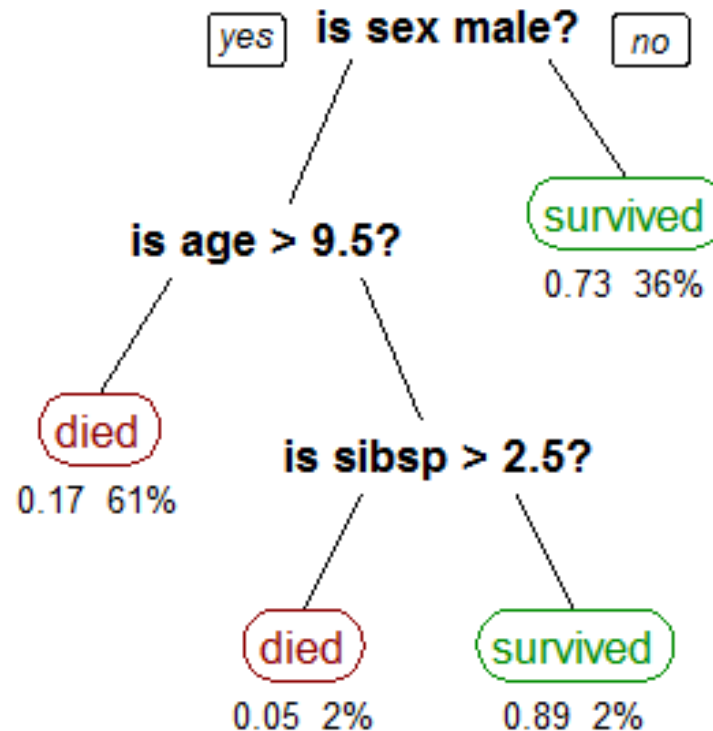 yes is sex male? no
survived
0.73 36%
is age > 9.5?
died
0.17 61%
is sibsp > 2.5?
died survived
0.05 2% 0.89 2%